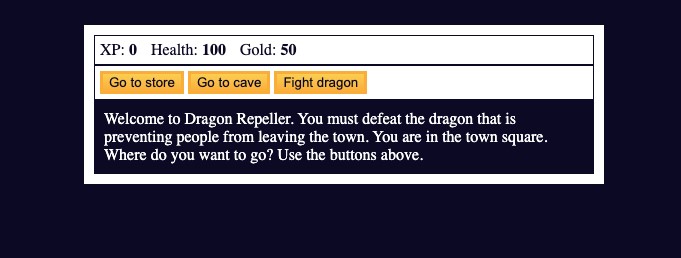 XP: 0 Health: 100 Gold: 50
Go to store Go to cave Fight dragon
Welcome to Dragon Repeller. You must defeat the dragon that is
preventing people from leaving the town. You are in the town square.
Where do you want to go? Use the buttons above.